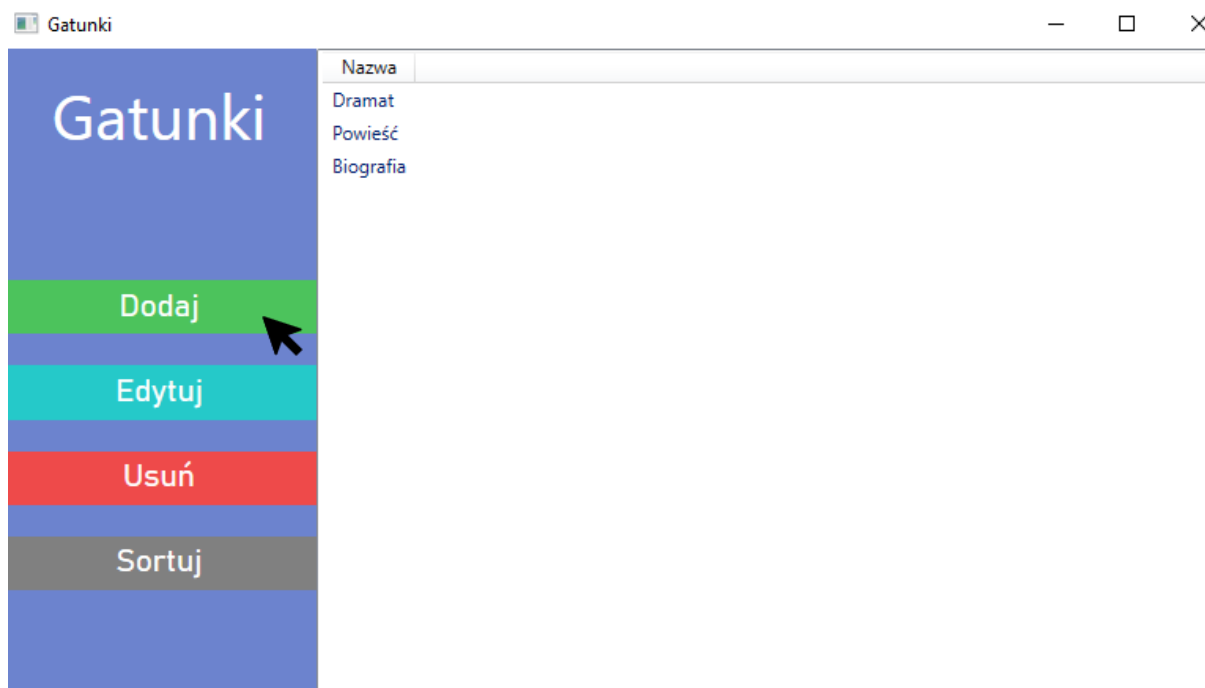 Gatunki
Gatunki
Dodaj
Edytuj
Usuń
Sortuj
Nazwa
Dramat
Powieść
Biografia